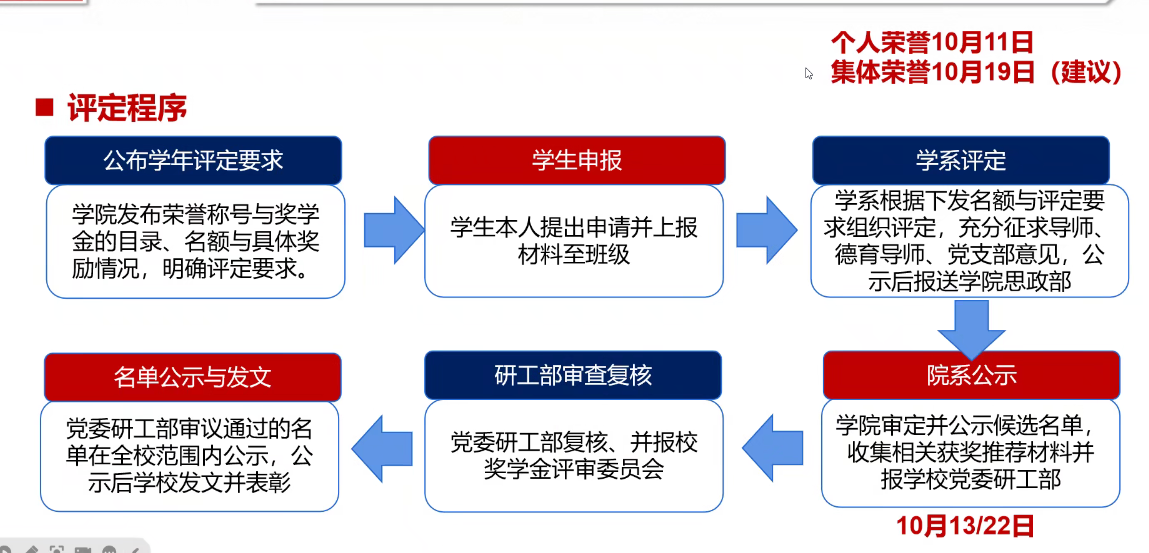 个人荣誉10月11日
集体荣誉10月19日（建议）
评定程序
公布学年评定要求
学院发布荣誉称号与奖学
金的目录、名额与具体奖
励情况，明确评定要求。
学生申报
学生本人提出申请并上报
材料至班级
学系评定
学系根据下发名额与评定要
求组织评定，充分征求导师、
德育导师、党支部意见，公
示后报送学院思政部
院系公示
学院审定并公示候选名单，
收集相关获奖推荐材料并
报学校党委研工部
10月13/22日
研工部审查复核
党委研工部复核、并报校
奖学金评审委员会
名单公示与发文
党委研工部审议通过的名
单在全校范围内公示，公
示后学校发文并表彰